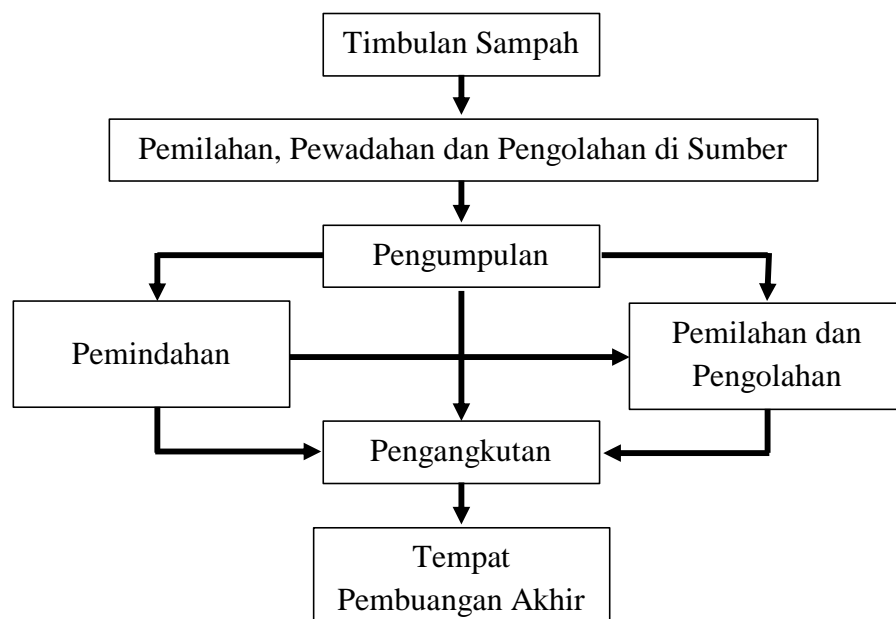 Timbulan Sampah
Pemilahan, Pewadahan dan Pengolahan di Sumber
Pengumpulan
Pemindahan
Pemilahan dan
Pengolahan
Pengangkutan
Tempat
Pembuangan Akhir